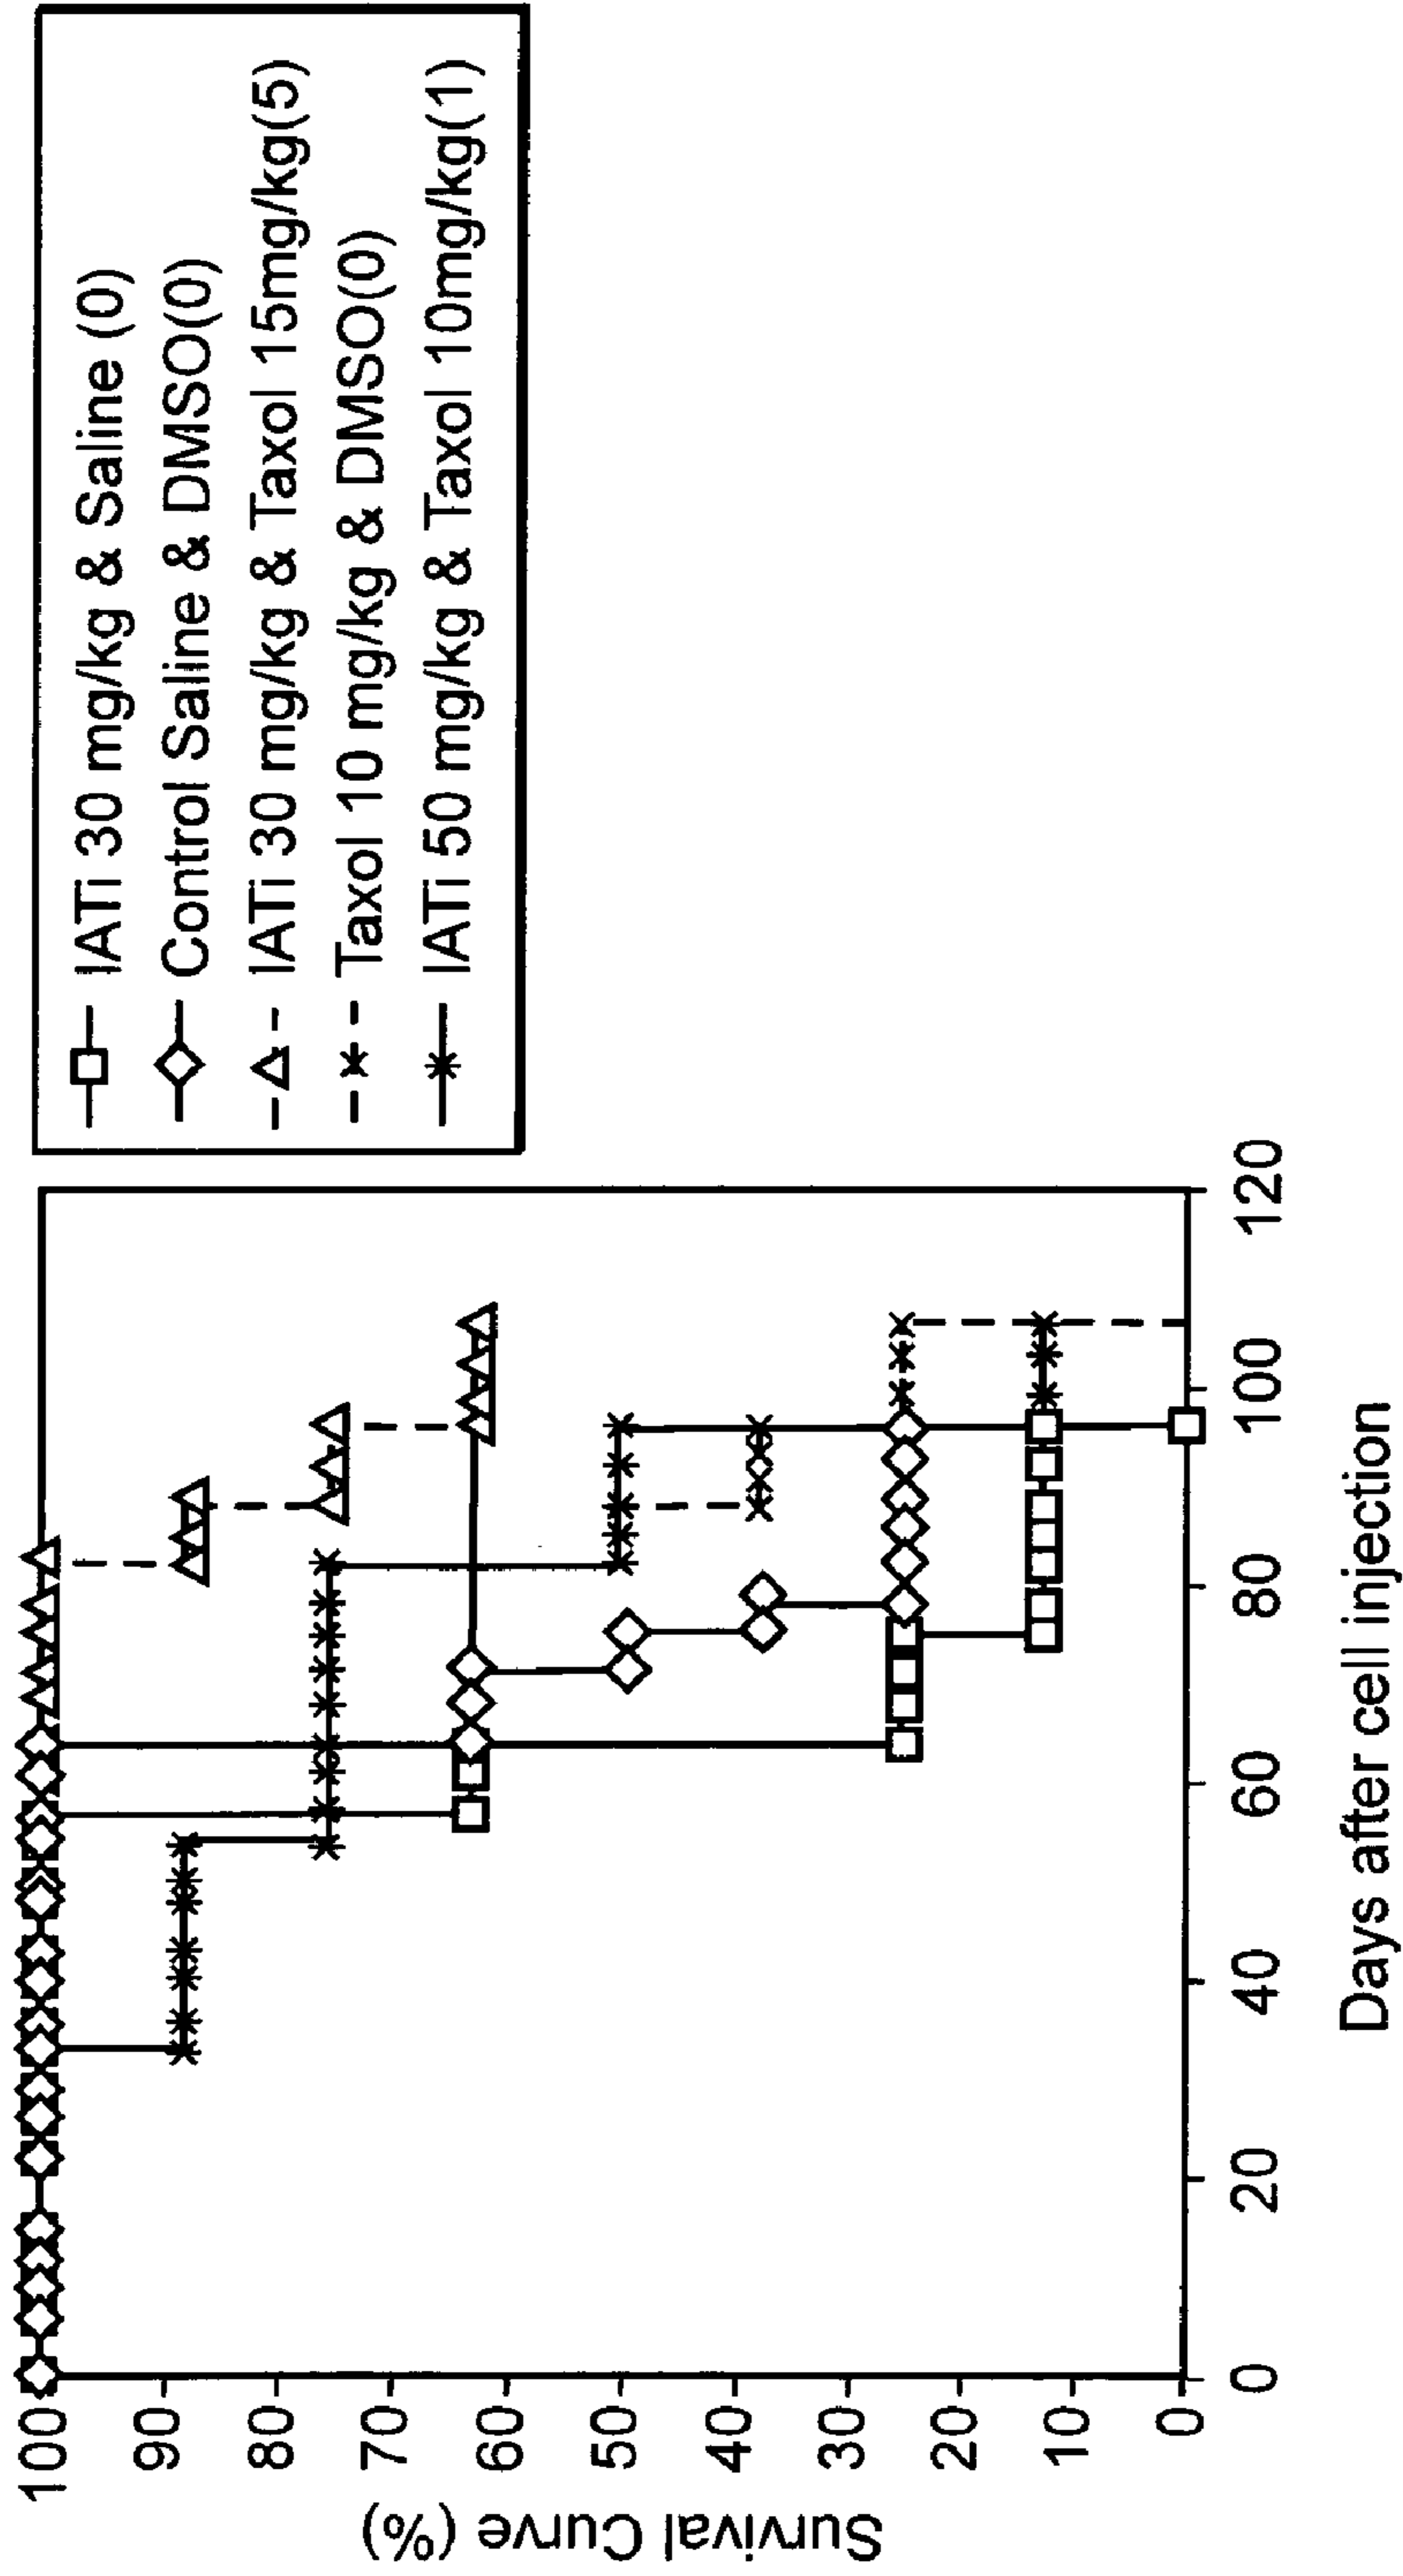 Survival Curve (%)
100
90
80
70
60
50
40
30
20
10
0
0
20
40
60
80
100
120
Days after cell injection
IATi 30 mg/kg & Saline (0)
Control Saline & DMSO(0)
IATi 30 mg/kg & Taxol 15mg/kg(5)
Taxol 10 mg/kg & DMSO(0)
IATi 50 mg/kg & Taxol 10mg/kg(1)